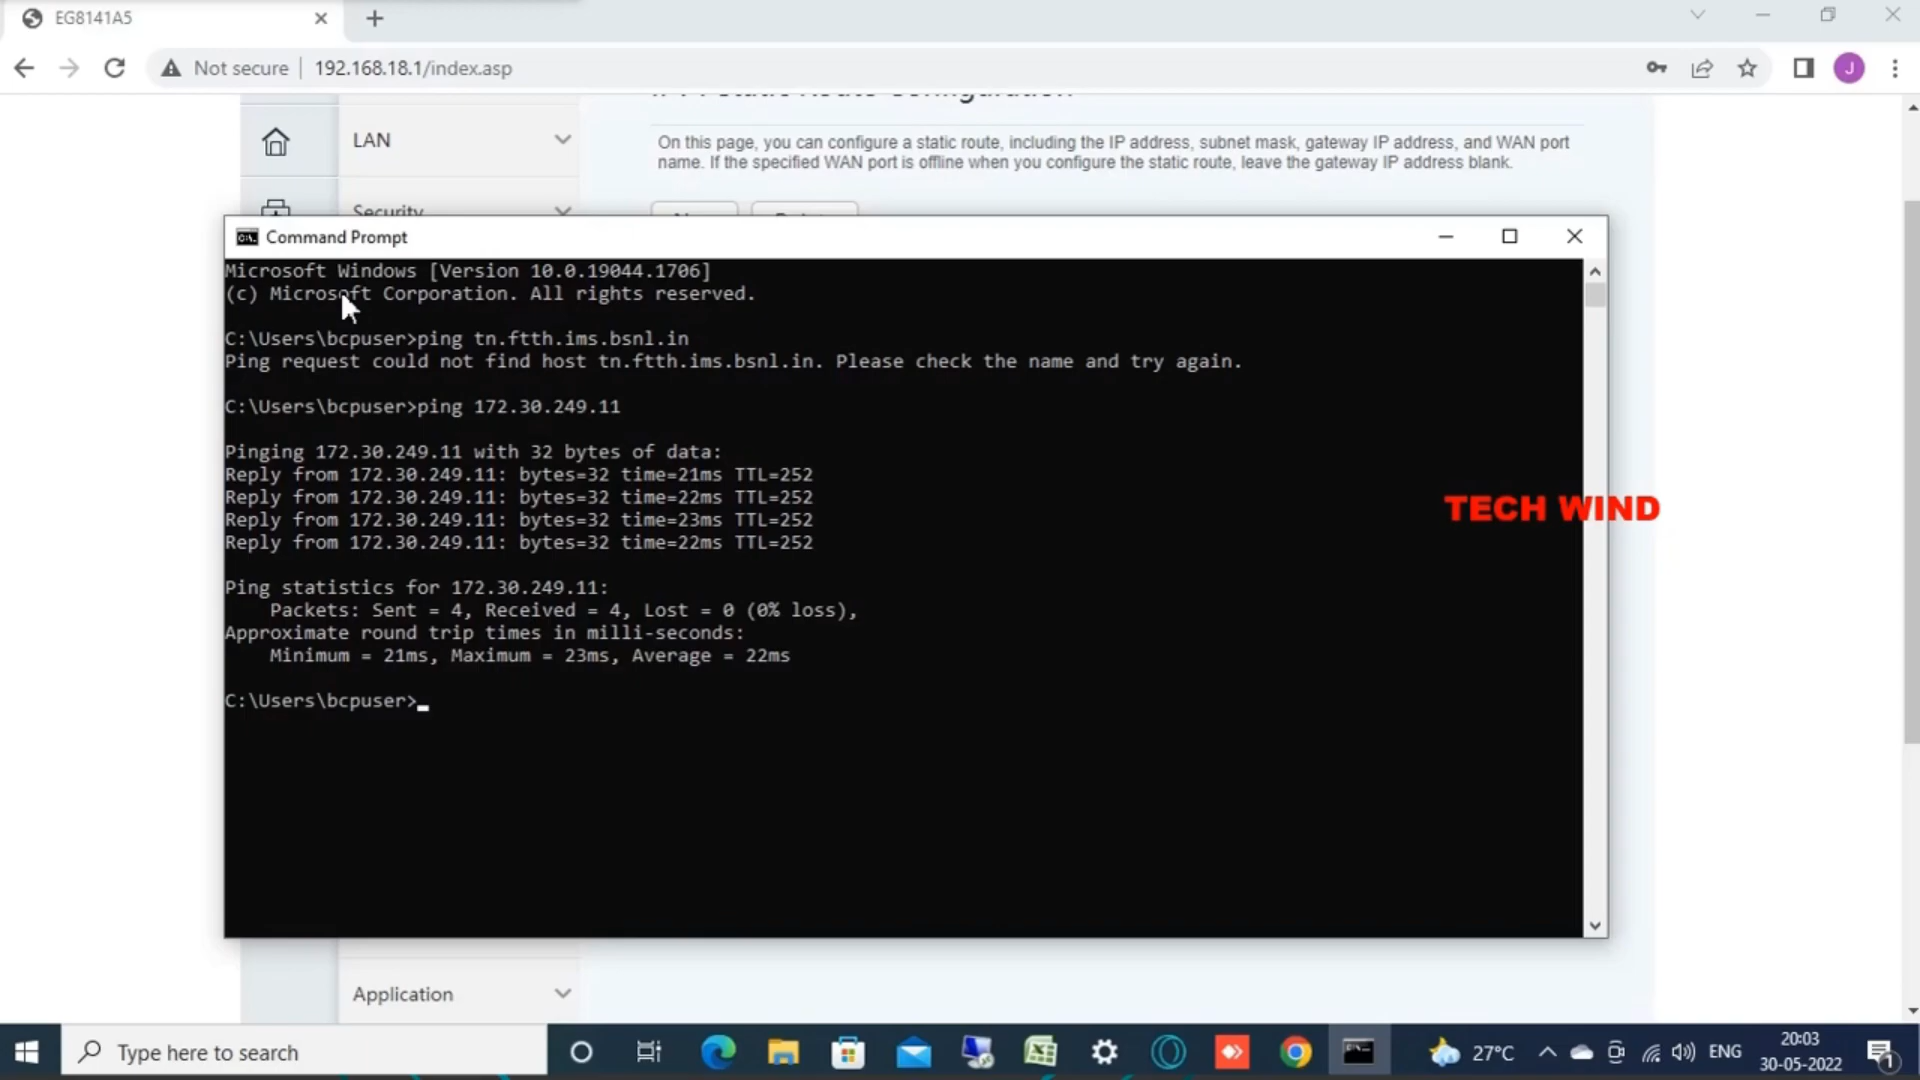 EG8141A5
Not secure
192.168.18.1/index.asp
IPv4 Static Route Configuration
LAN
On this page, you can configure a static route, including the IP address, subnet mask, gateway IP address, and WAN port
name. If the specified WAN port is offline when you configure the static route, leave the gateway IP address blank.
Security
Command Prompt
Microsoft Windows [Version 10.0.19044.1706]
(c) Microsoft Corporation. All rights reserved.
C:\Users\bcpuser>ping tn.ftth.ims.bsnl.in
Ping request could not find host tn.ftth.ims.bsnl.in. Please check the name and try again.
C:\Users\bcpuser>ping 172.30.249.11
Pinging 172.30.249.11 with 32 bytes of data:
Reply from 172.30.249.11: bytes=32 time=21ms TTL=252
Reply from 172.30.249.11: bytes=32 time=22ms TTL=252
TECH WIND
Reply from 172.30.249.11: bytes=32 time=23ms TTL=252
Reply from 172.30.249.11: bytes=32 time=22ms TTL=252
Ping statistics for 172.30.249.11:
Packets: Sent = 4, Received = 4, Lost = 0 (0% loss),
Approximate round trip times in milli-seconds:
Minimum = 21ms, Maximum = 23ms, Average = 22ms
C:\Users\bcpuser>
Application
Type here to search
27°C
ENG
20:03
30-05-2022
1
J